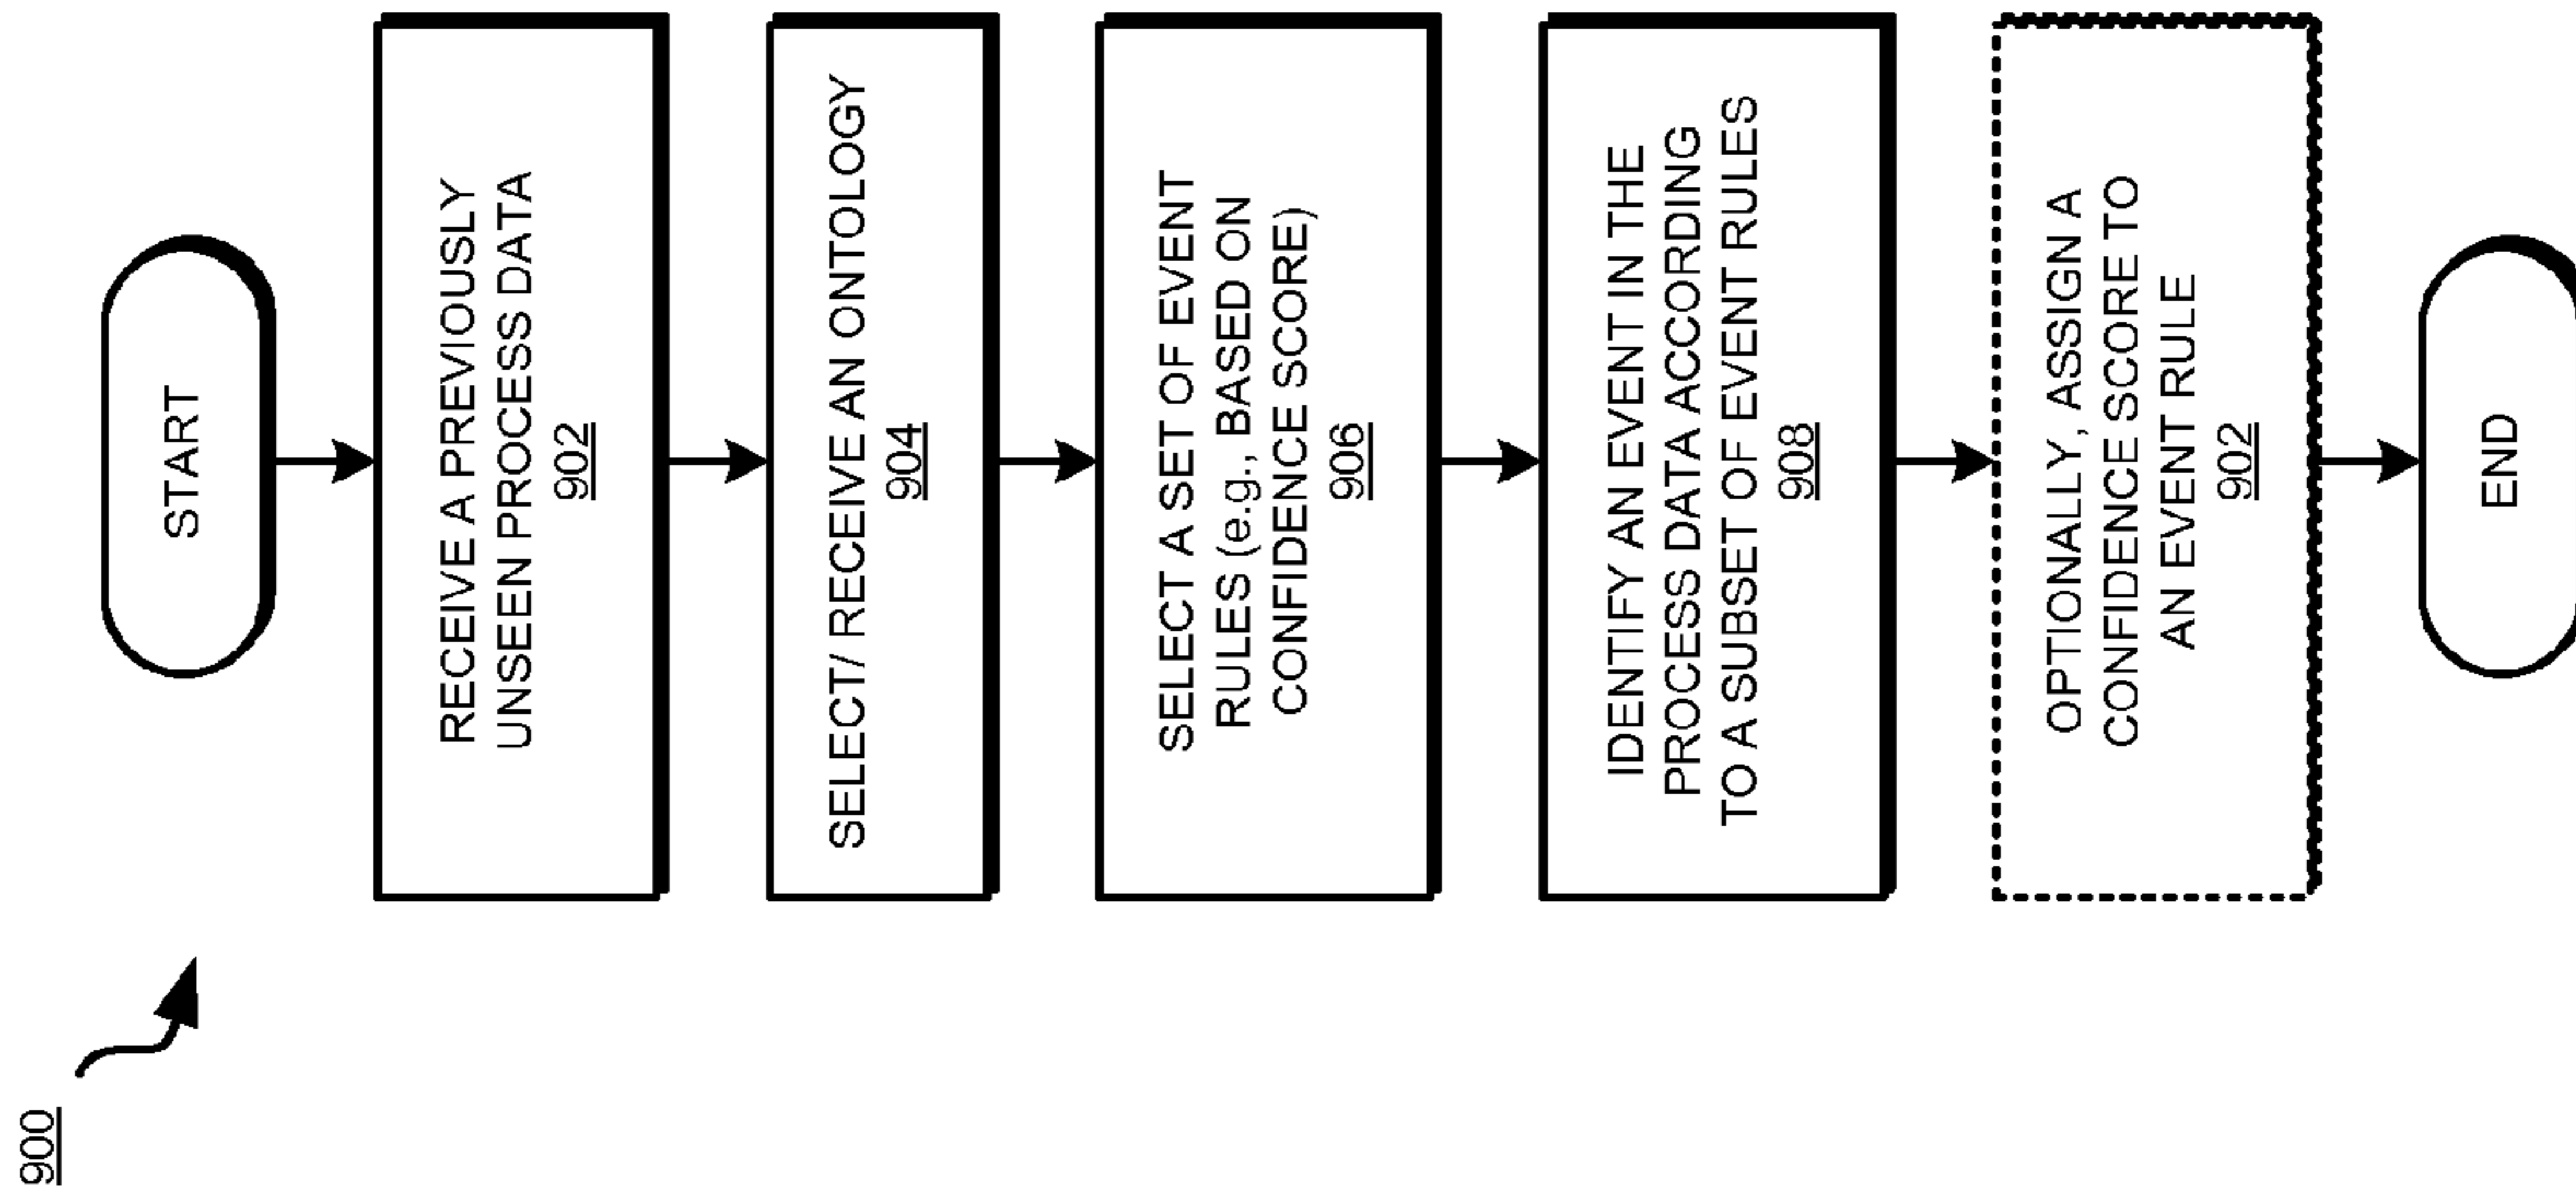 900
START
RECEIVE A PREVIOUSLY
UNSEEN PROCESS DATA
902
SELECT/ RECEIVE AN ONTOLOGY
904
SELECT A SET OF EVENT
RULES (e.g., BASED ON
CONFIDENCE SCORE)
906
IDENTIFY AN EVENT IN THE
PROCESS DATA ACCORDING
TO A SUBSET OF EVENT RULES
908
OPTIONALLY, ASSIGN A
CONFIDENCE SCORE TO
AN EVENT RULE
902
END